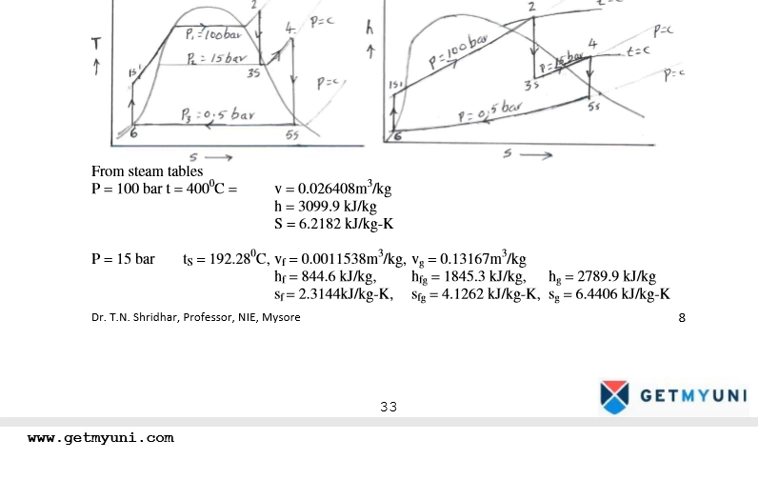 2
P₁ = 100 bar
4
P=C
T
↑
P₂ = 15 bar
1s'
3S
P=C
P₃ = 0,5 bar
6
5S
S →
h
↑
2
t=c
P=C
P=100 bar
4
t=c
P=15 bar
P=c
1s'
3s
5s
P=0,5 bar
6
s →
From steam tables
P = 100 bar t = 400⁰C = v = 0.026408m³/kg
h = 3099.9 kJ/kg
S = 6.2182 kJ/kg-K
P = 15 bar ts = 192.28⁰C, vf = 0.0011538m³/kg, vg = 0.13167m³/kg
hf = 844.6 kJ/kg, hfg = 1845.3 kJ/kg, hg = 2789.9 kJ/kg
sf = 2.3144kJ/kg-K, sfg = 4.1262 kJ/kg-K, sg = 6.4406 kJ/kg-K
Dr. T.N. Shridhar, Professor, NIE, Mysore 8
33
GETMYUNI
www.getmyuni.com